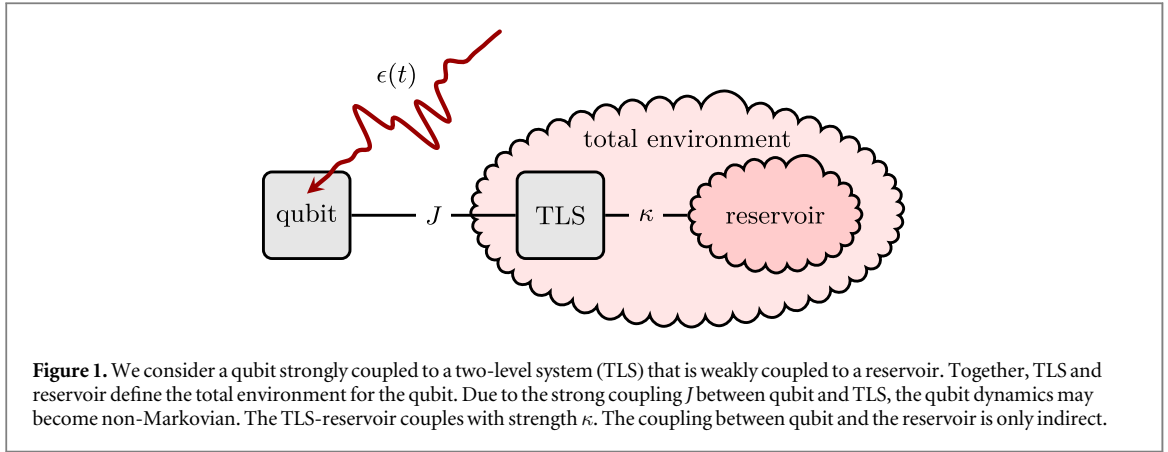 ϵ(t)
total environment
qubit J TLS κ reservoir
Figure 1. We consider a qubit strongly coupled to a two-level system (TLS) that is weakly coupled to a reservoir. Together, TLS and
reservoir define the total environment for the qubit. Due to the strong coupling J between qubit and TLS, the qubit dynamics may
become non-Markovian. The TLS-reservoir couples with strength κ. The coupling between qubit and the reservoir is only indirect.